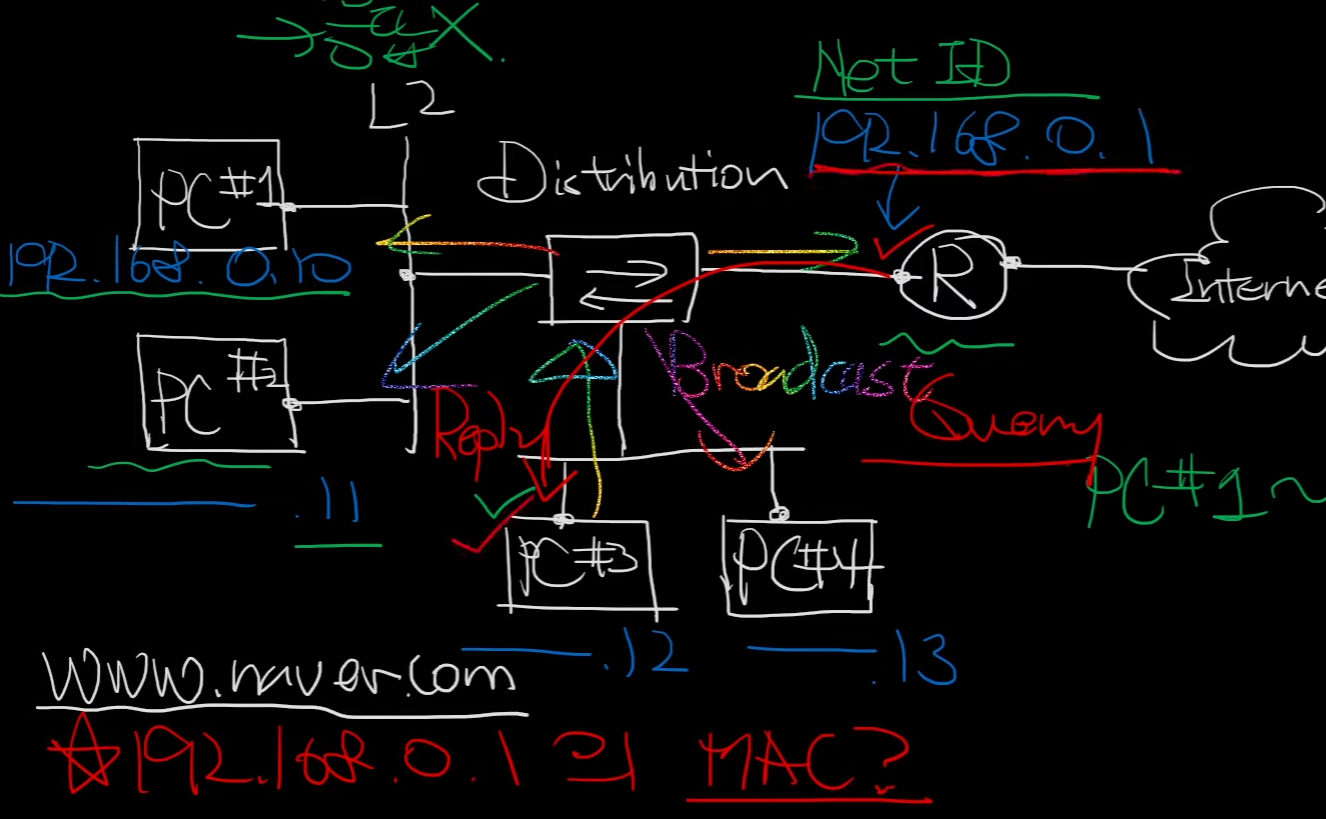 L2
Net ID
192.168.0.1
Distribution
PC #1
192.168.0.10
R
Interne
PC #2
.11
Broadcast
Reply
Query
PC#1~
PC#3
PC#4
.12
.13
www.naver.com
☆192.168.0.1의 MAC?